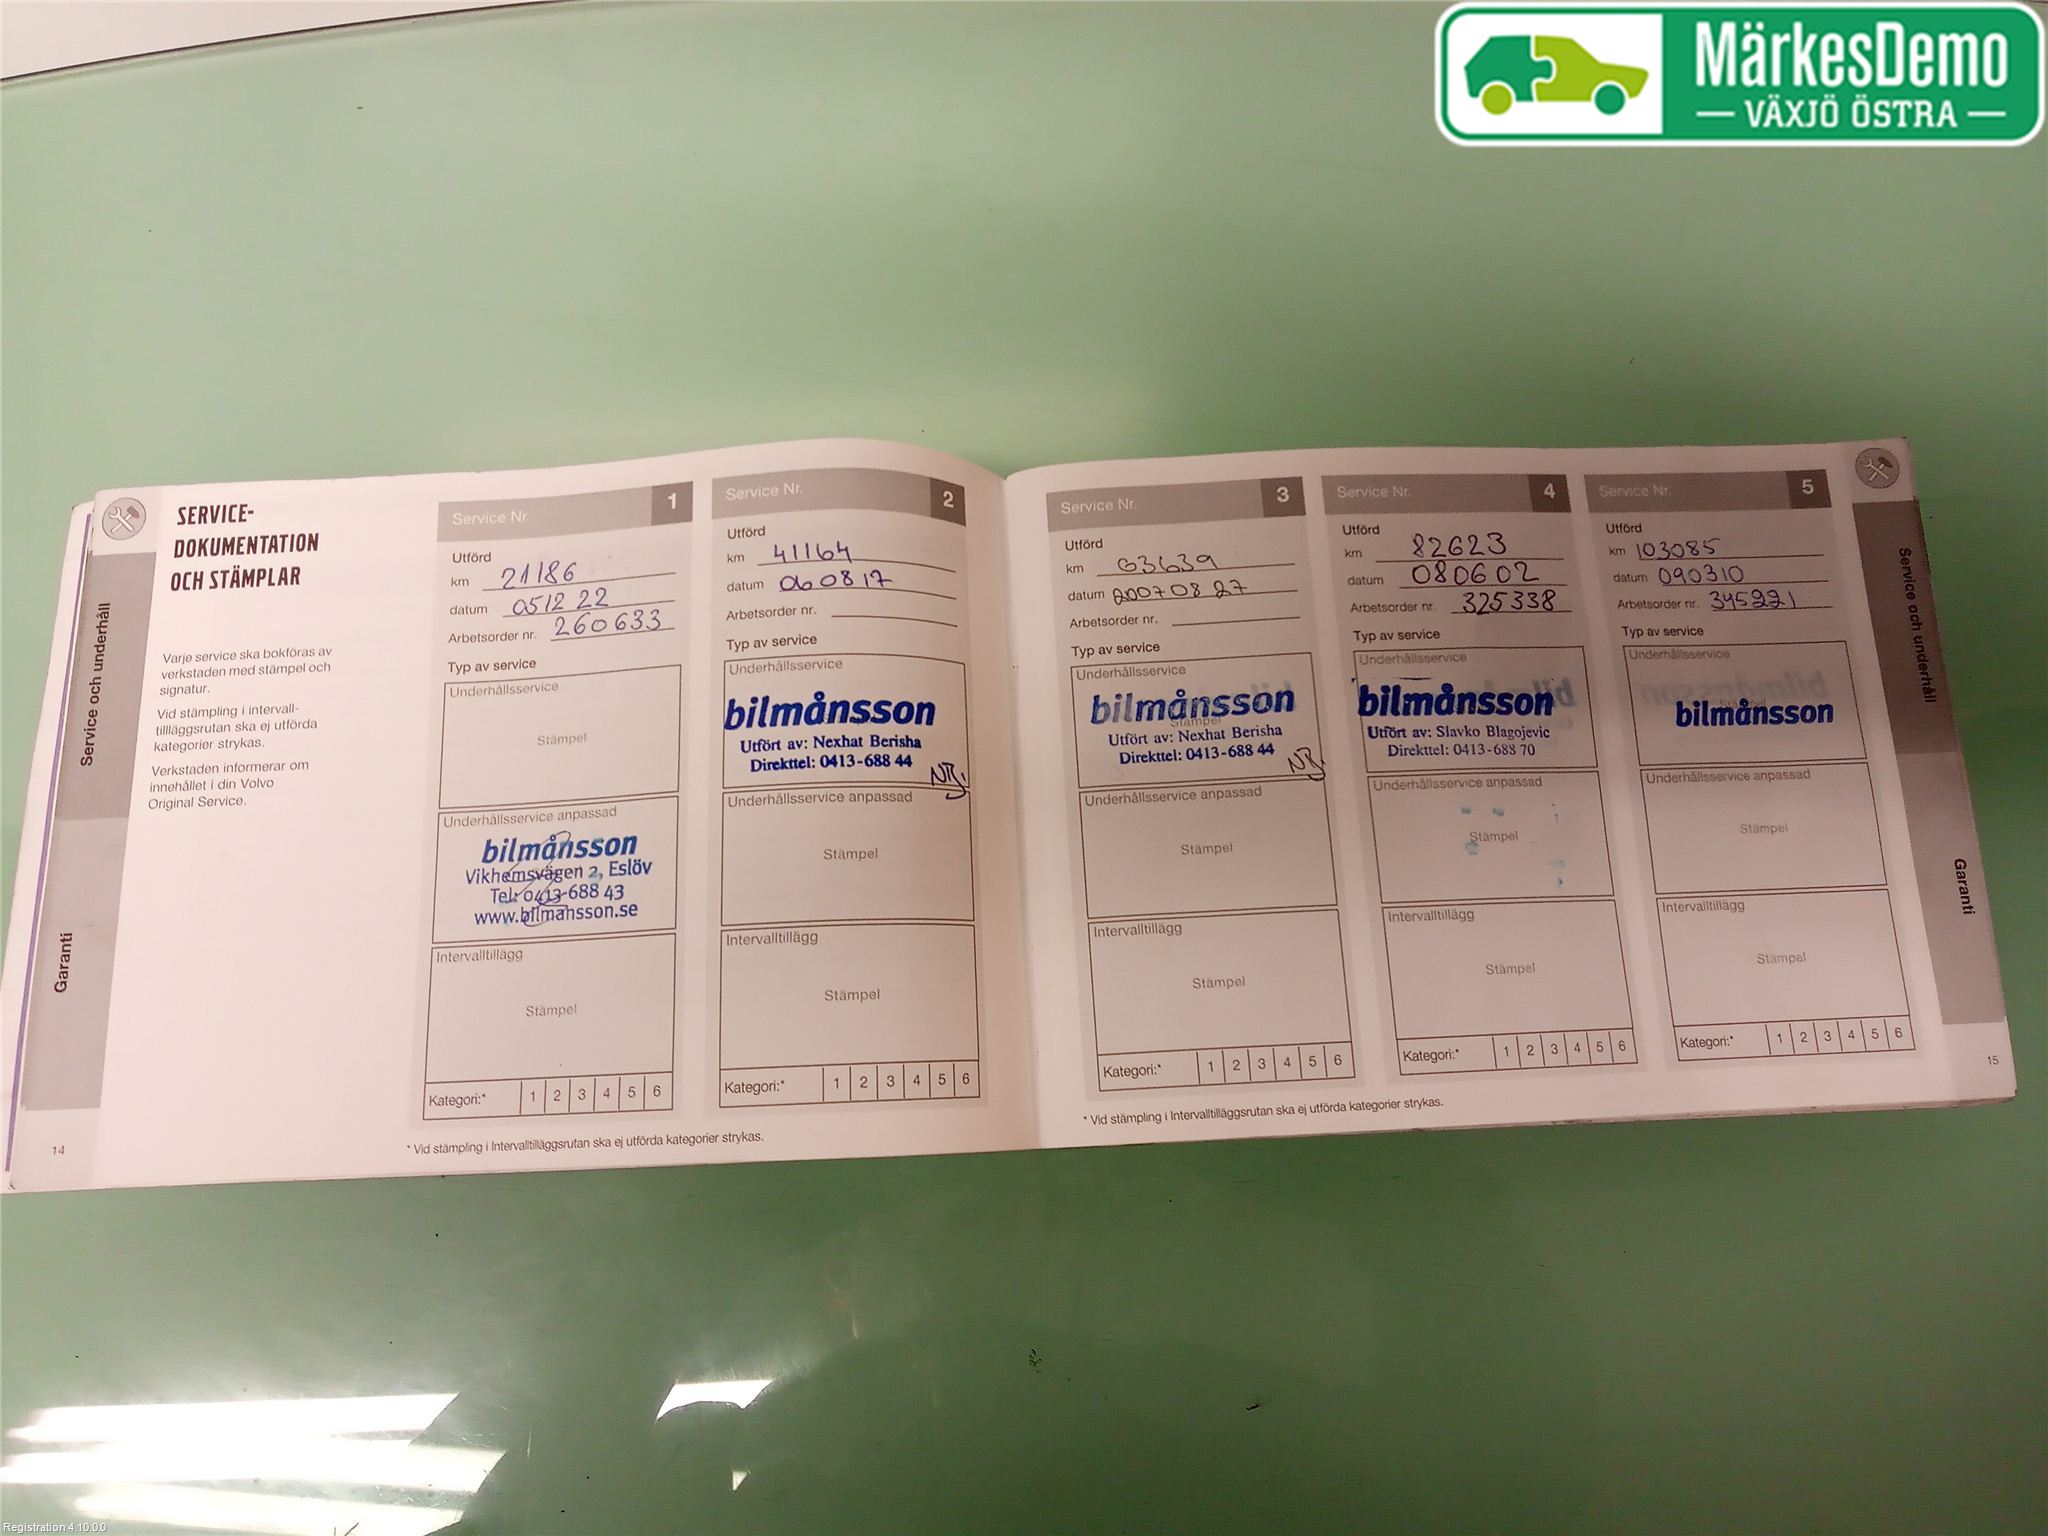 MärkesDemo
VÄXJÖ ÖSTRA
SERVICE-
DOKUMENTATION
OCH STÄMPLAR
Varje service ska bokföras av
verkstaden med stämpel och
signatur.
Vid stämpling i intervall-
tillläggsrutan ska ej utförda
kategorier strykas.
Verkstaden informerar om
innehållet i din Volvo
Original Service.
Service och underhåll
Garanti
14
Service Nr. 1
Utförd
km 21186
datum 051222
Arbetsorder nr. 260633
Typ av service
Underhållsservice
Stämpel
Underhållsservice anpassad
bilmånsson
Vikhemsvägen 2, Eslöv
Tel: 0413-688 43
www.bilmansson.se
Intervalltillägg
Stämpel
Kategori:* 1 2 3 4 5 6
Service Nr. 2
Utförd
km 41164
datum 060817
Arbetsorder nr.
Typ av service
Underhållsservice
bilmånsson
Utfört av: Nexhat Berisha
Direkttel: 0413-688 44
NB
Underhållsservice anpassad
Stämpel
Intervalltillägg
Stämpel
Kategori:* 1 2 3 4 5 6
* Vid stämpling i Intervalltilläggsrutan ska ej utförda kategorier strykas.
Service Nr. 3
Utförd
km 63639
datum 20070827
Arbetsorder nr.
Typ av service
Underhållsservice
Stämpel
bilmånsson
Utfört av: Nexhat Berisha
Direkttel: 0413-688 44
NB
Underhållsservice anpassad
Stämpel
Intervalltillägg
Stämpel
Kategori:* 1 2 3 4 5 6
Service Nr. 4
Utförd
km 82623
datum 080602
Arbetsorder nr. 325338
Typ av service
Underhållsservice
bilmånsson
Utfört av: Slavko Blagojevic
Direkttel: 0413-688 70
Underhållsservice anpassad
Stämpel
Intervalltillägg
Stämpel
Kategori:* 1 2 3 4 5 6
Service Nr. 5
Utförd
km 103085
datum 090310
Arbetsorder nr. 345221
Typ av service
Underhållsservice
bilmånsson
Underhållsservice anpassad
Stämpel
Intervalltillägg
Stämpel
Kategori:* 1 2 3 4 5 6
* Vid stämpling i Intervalltilläggsrutan ska ej utförda kategorier strykas.
Service och underhåll
Garanti
15
Registration 4.10.0.0